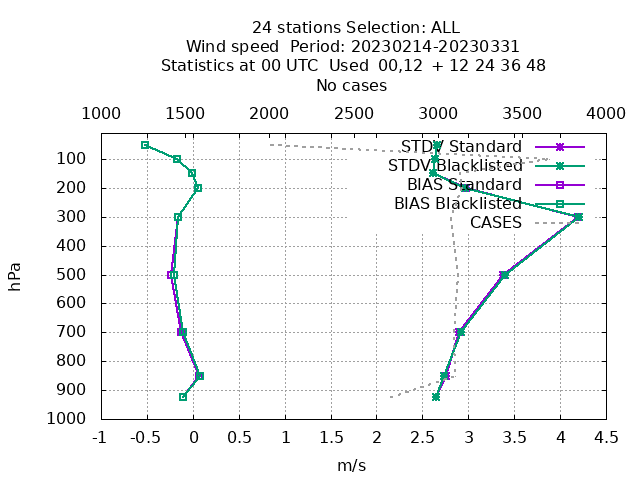 24 stations Selection: ALL
Wind speed  Period: 20230214-20230331
Statistics at 00 UTC  Used  00,12  + 12 24 36 48
No cases
1000 1500 2000 2500 3000 3500 4000
STDV Standard
STDV Blacklisted
BIAS Standard
BIAS Blacklisted
CASES
100
200
300
400
500
600
700
800
900
1000
hPa
-1 -0.5 0 0.5 1 1.5 2 2.5 3 3.5 4 4.5
m/s